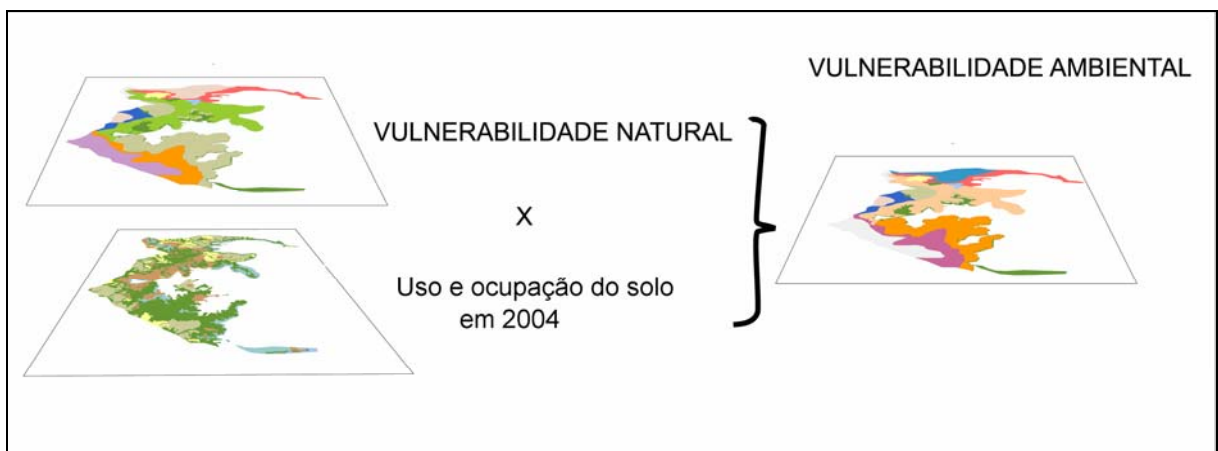 VULNERABILIDADE AMBIENTAL
VULNERABILIDADE NATURAL
X
Uso e ocupação do solo
em 2004